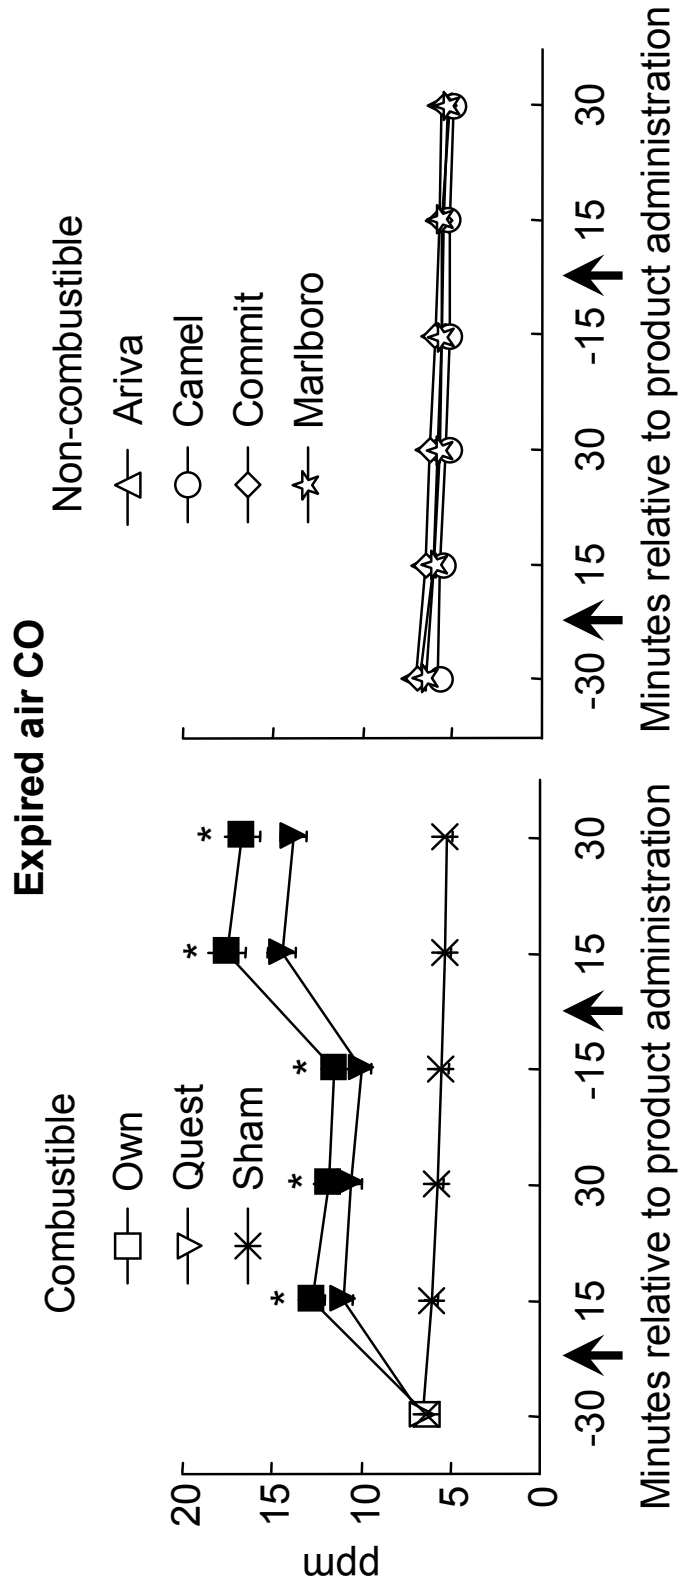 Expired air CO
Combustible
Own
Quest
Sham
Non-combustible
Ariva
Camel
Commit
Marlboro
ppm
20
15
10
5
0
*
*
*
*
*
-30 15 30 -15 15 30
Minutes relative to product administration
-30 15 30 -15 15 30
Minutes relative to product administration